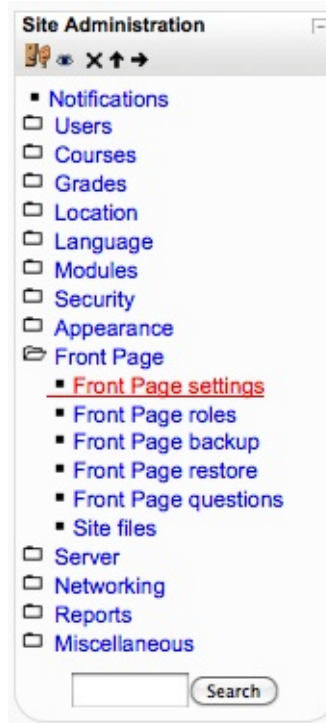 Site Administration
Notifications
Users
Courses
Grades
Location
Language
Modules
Security
Appearance
Front Page
Front Page settings
Front Page roles
Front Page backup
Front Page restore
Front Page questions
Site files
Server
Networking
Reports
Miscellaneous
Search